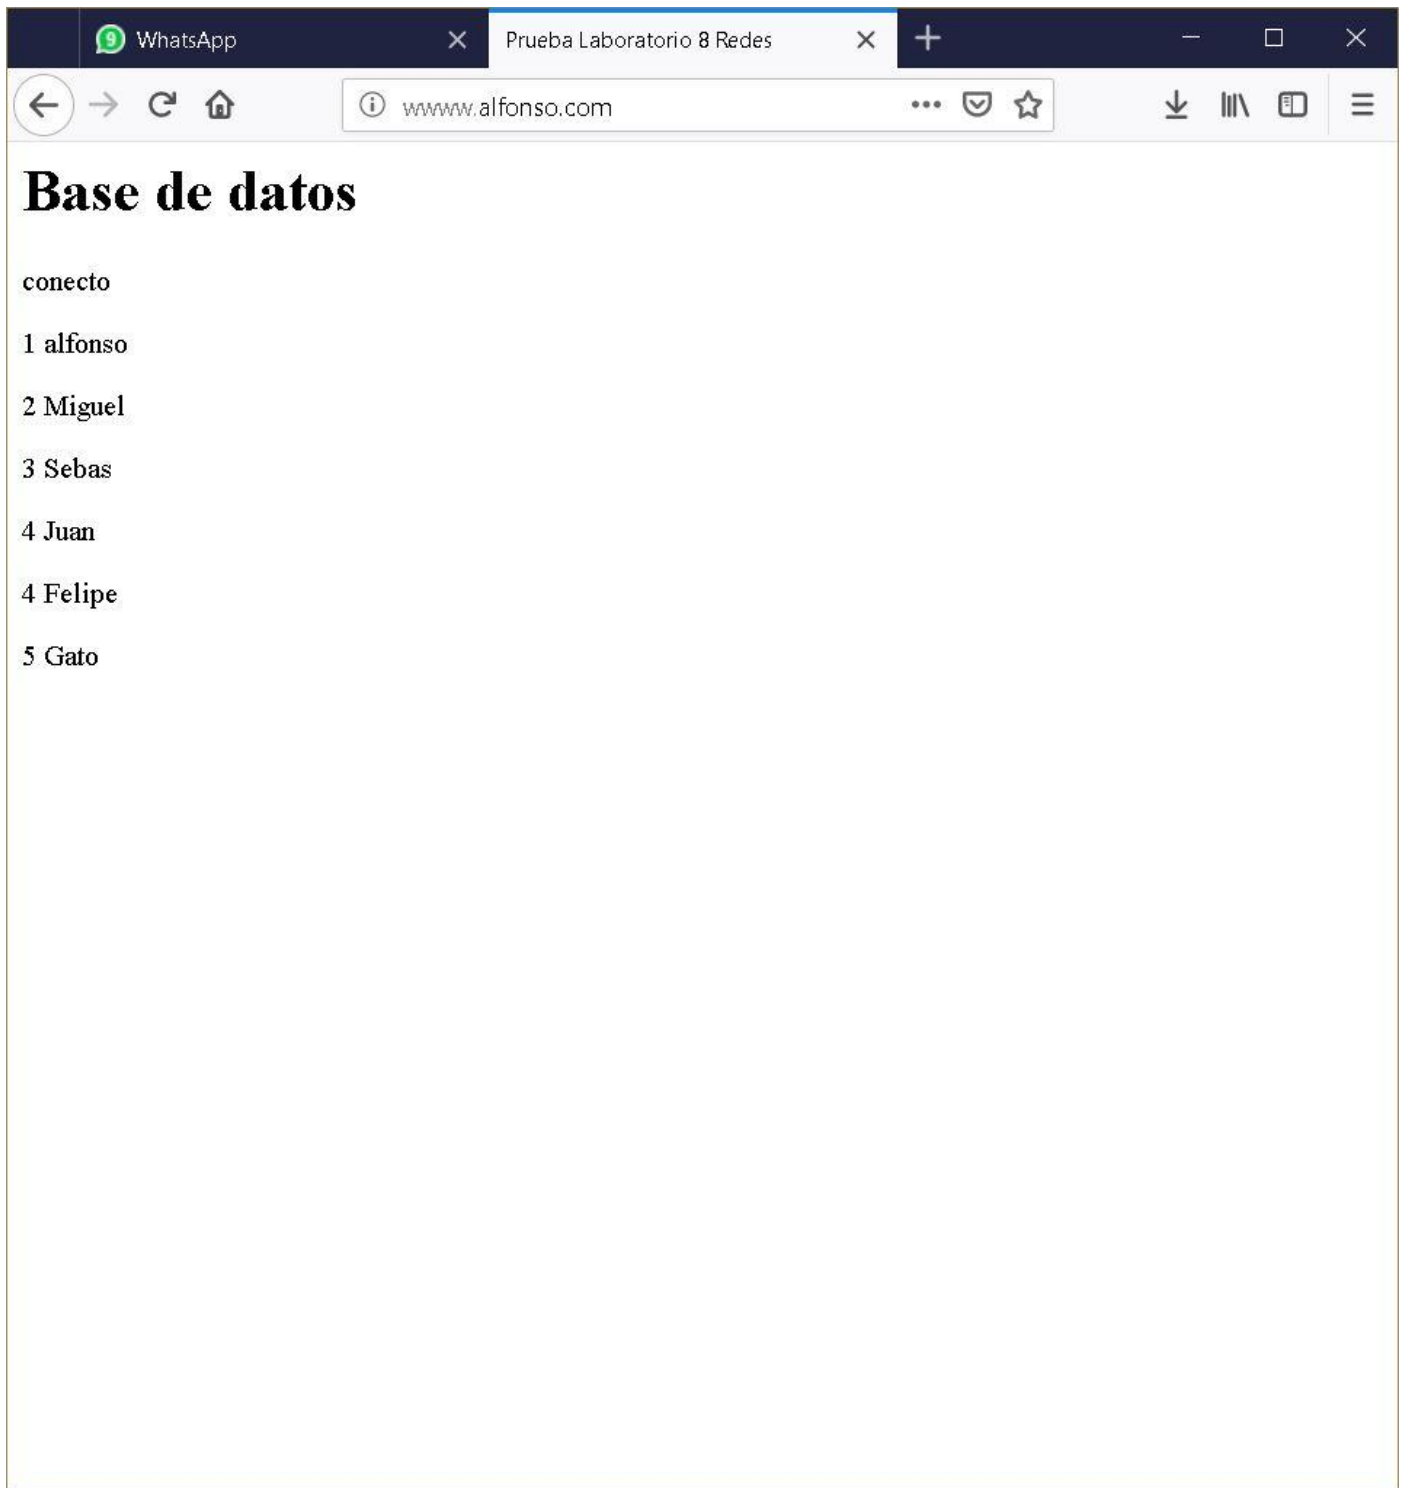 9 WhatsApp Prueba Laboratorio 8 Redes
wwww.alfonso.com
Base de datos
conecto
1 alfonso
2 Miguel
3 Sebas
4 Juan
4 Felipe
5 Gato